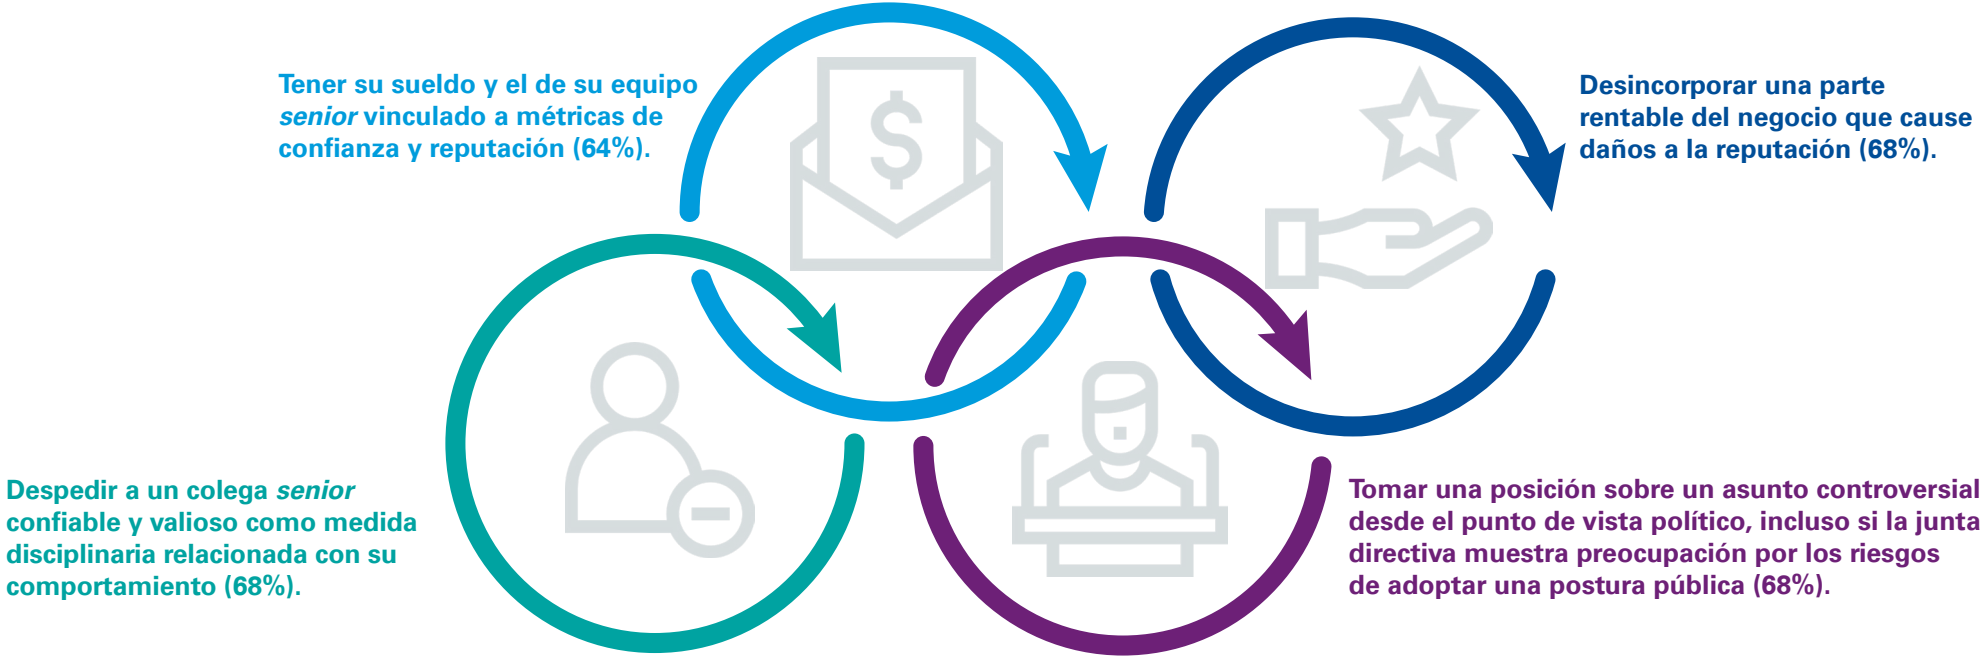 Tener su sueldo y el de su equipo
senior vinculado a métricas de
confianza y reputación (64%).
Desincorporar una parte
rentable del negocio que cause
daños a la reputación (68%).
$
Despedir a un colega senior
confiable y valioso como medida
disciplinaria relacionada con su
comportamiento (68%).
Tomar una posición sobre un asunto controversial
desde el punto de vista político, incluso si la junta
directiva muestra preocupación por los riesgos
de adoptar una postura pública (68%).